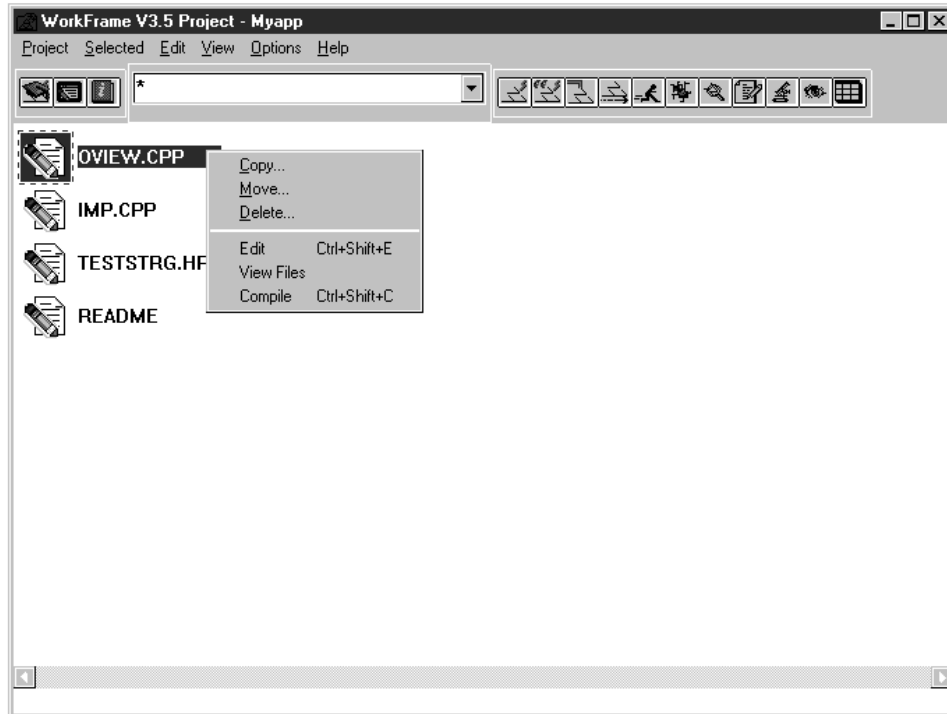 WorkFrame V3.5 Project - Myapp
Project Selected Edit View Options Help
*
OVIEW.CPP
Copy...
Move...
Delete...
IMP.CPP
Edit Ctrl+Shift+E
TESTSTRG.HP
View Files
Compile Ctrl+Shift+C
README